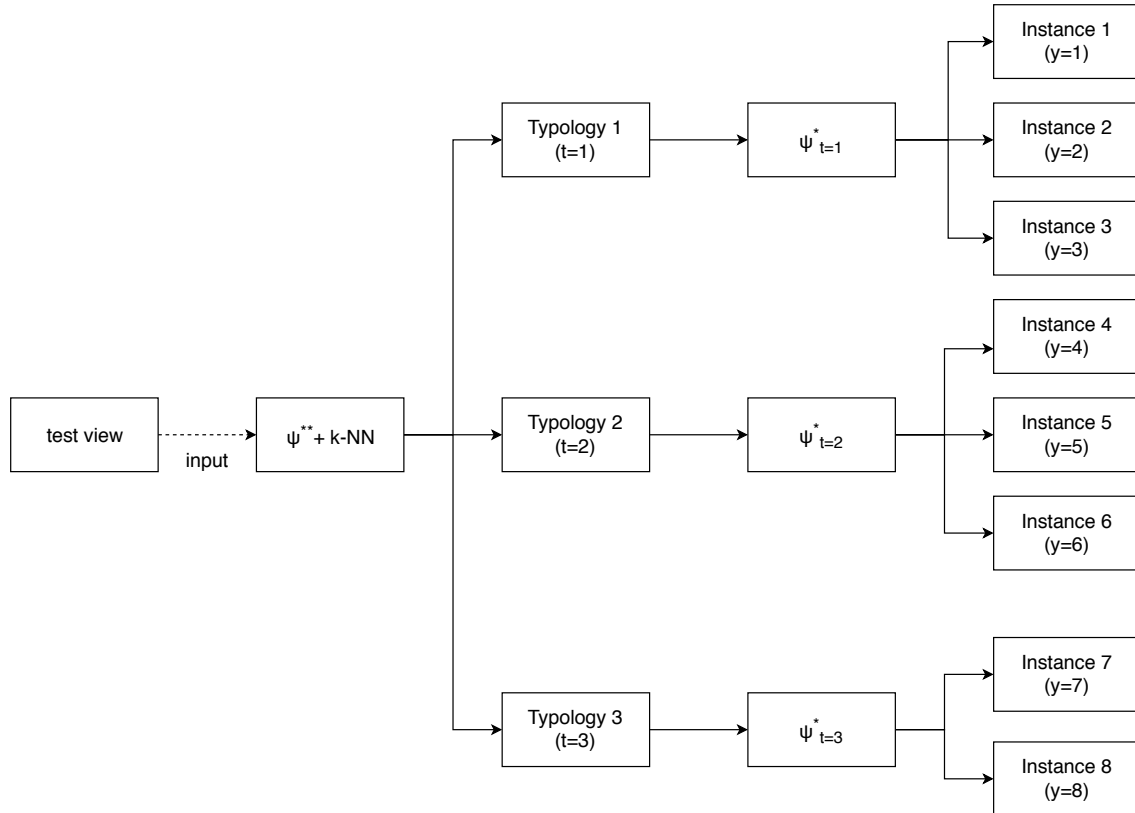 Instance 1
(y=1)
Typology 1
(t=1)
ψ*t=1
Instance 2
(y=2)
Instance 3
(y=3)
Instance 4
(y=4)
test view
input
ψ**+ k-NN
Typology 2
(t=2)
ψ*t=2
Instance 5
(y=5)
Instance 6
(y=6)
Instance 7
(y=7)
Typology 3
(t=3)
ψ*t=3
Instance 8
(y=8)